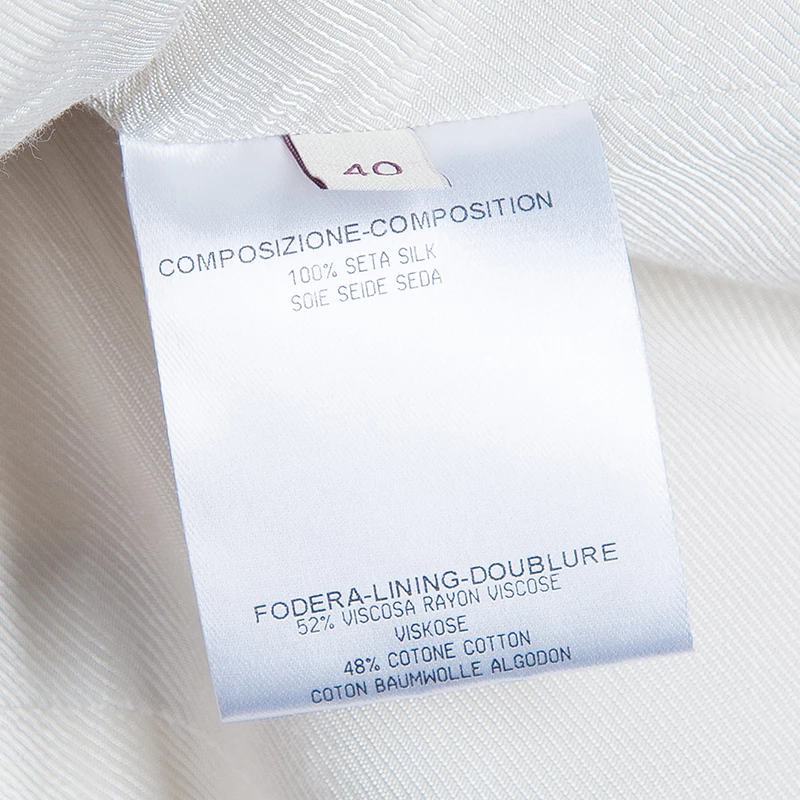 40
COMPOSIZIONE-COMPOSITION
100% SETA SILK
SOIE SEIDE SEDA
FODERA-LINING-DOUBLURE
52% VISCOSA RAYON VISCOSE
VISKOSE
48% COTONE COTTON
COTON BAUMWOLLE ALGODON